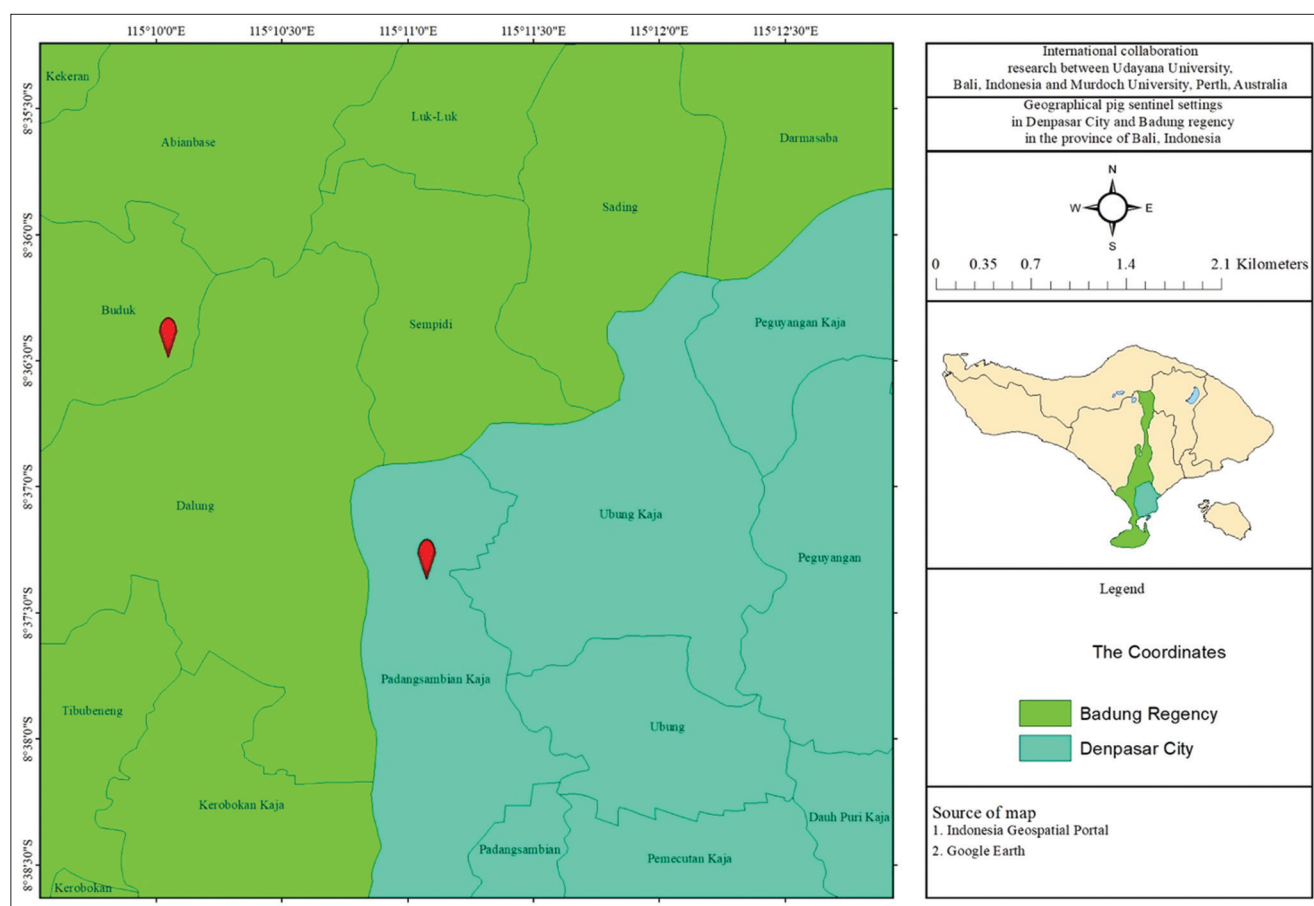 115°10'0"E
115°10'30"E
115°11'0"E
115°11'30"E
115°12'0"E
115°12'30"E
8°35'30"S
8°36'0"S
8°36'30"S
8°37'0"S
8°37'30"S
8°38'0"S
8°38'30"S
Kekeran
Luk-Luk
Abianbase
Darmasaba
Sading
Buduk
Sempidi
Peguyangan Kaja
Dalung
Ubung Kaja
Peguyangan
Padangsambian Kaja
Tibubeneng
Ubung
Kerobokan Kaja
Dauh Puri Kaja
Padangsambian
Pemecutan Kaja
Kerobokan
International collaboration
research between Udayana University,
Bali, Indonesia and Murdoch University, Perth, Australia
Geographical pig sentinel settings
in Denpasar City and Badung regency
in the province of Bali, Indonesia
N
W
E
S
0 0.35 0.7 1.4 2.1 Kilometers
Legend
The Coordinates
Badung Regency
Denpasar City
Source of map
1. Indonesia Geospatial Portal
2. Google Earth